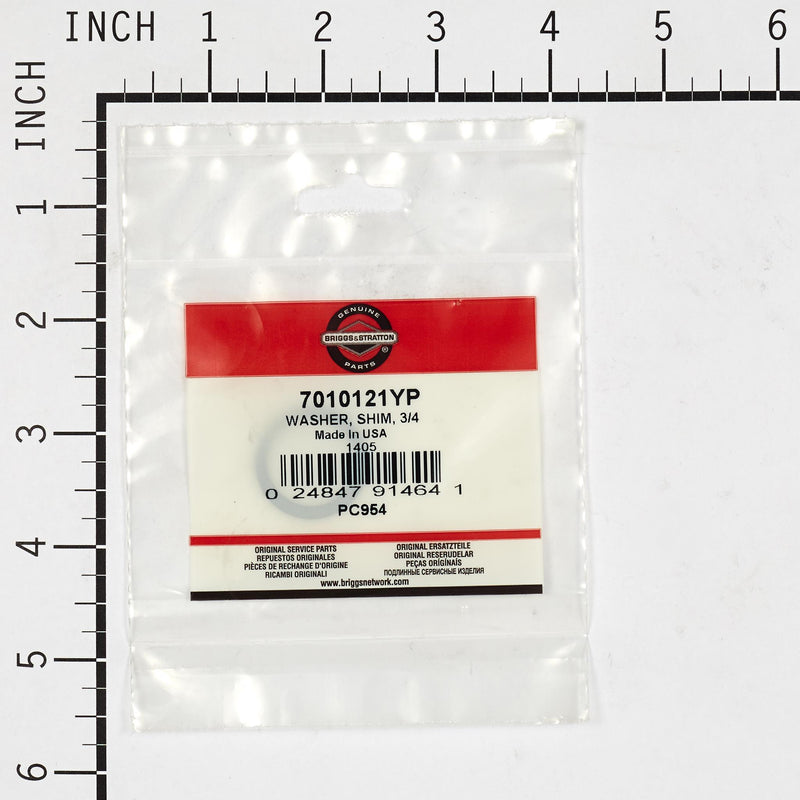 INCH 1 2 3 4 5 6
INCH 1 2 3 4 5 6
GENUINE
BRIGGS & STRATTON
®
PARTS
7010121YP
WASHER, SHIM, 3/4
Made In USA
1405
0 24847 91464 1
PC954
ORIGINAL SERVICE PARTS
REPUESTOS ORIGINALES
PIÈCES DE RECHANGE D'ORIGINE
RICAMBI ORIGINALI
ORIGINAL ERSATZTEILE
ORIGINAL RESERUDELAR
PEÇAS ORIGÍNAIS
ПОДЛИННЫЕ СЕРВИСНЫЕ ИЗДЕЛИЯ
www.briggsnetwork.com